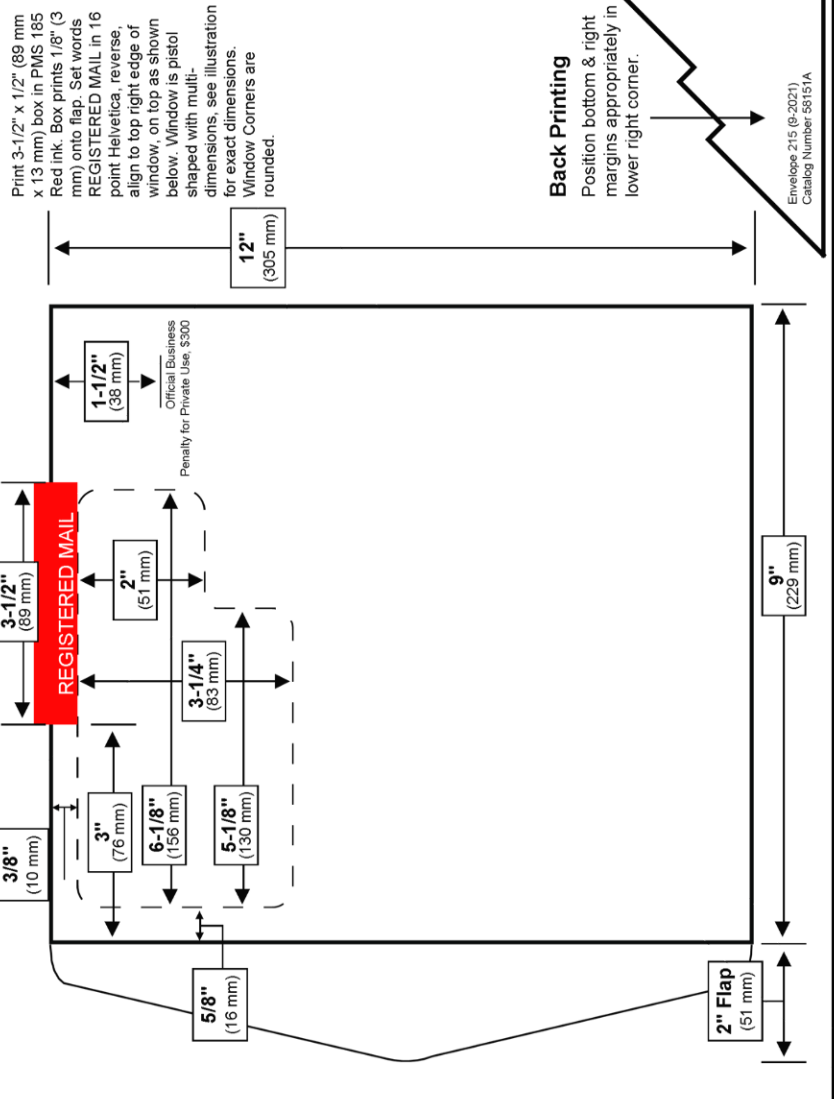 Print 3-1/2" x 1/2" (89 mm
x 13 mm) box in PMS 185
Red ink. Box prints 1/8" (3
mm) onto flap. Set words
REGISTERED MAIL in 16
point Helvetica, reverse,
align to top right edge of
window, on top as shown
below. Window is pistol
shaped with multi-
dimensions, see illustration
for exact dimensions.
Window Corners are
rounded.
3/8"
(10 mm)
3-1/2"
(89 mm)
REGISTERED MAIL
1-1/2"
(38 mm)
Official Business
Penalty for Private Use, $300
12"
(305 mm)
2"
(51 mm)
3-1/4"
(83 mm)
3"
(76 mm)
6-1/8"
(156 mm)
5-1/8"
(130 mm)
5/8"
(16 mm)
2" Flap
(51 mm)
9"
(229 mm)
Back Printing
Position bottom & right
margins appropriately in
lower right corner.
Envelope 215 (9-2021)
Catalog Number 58151A